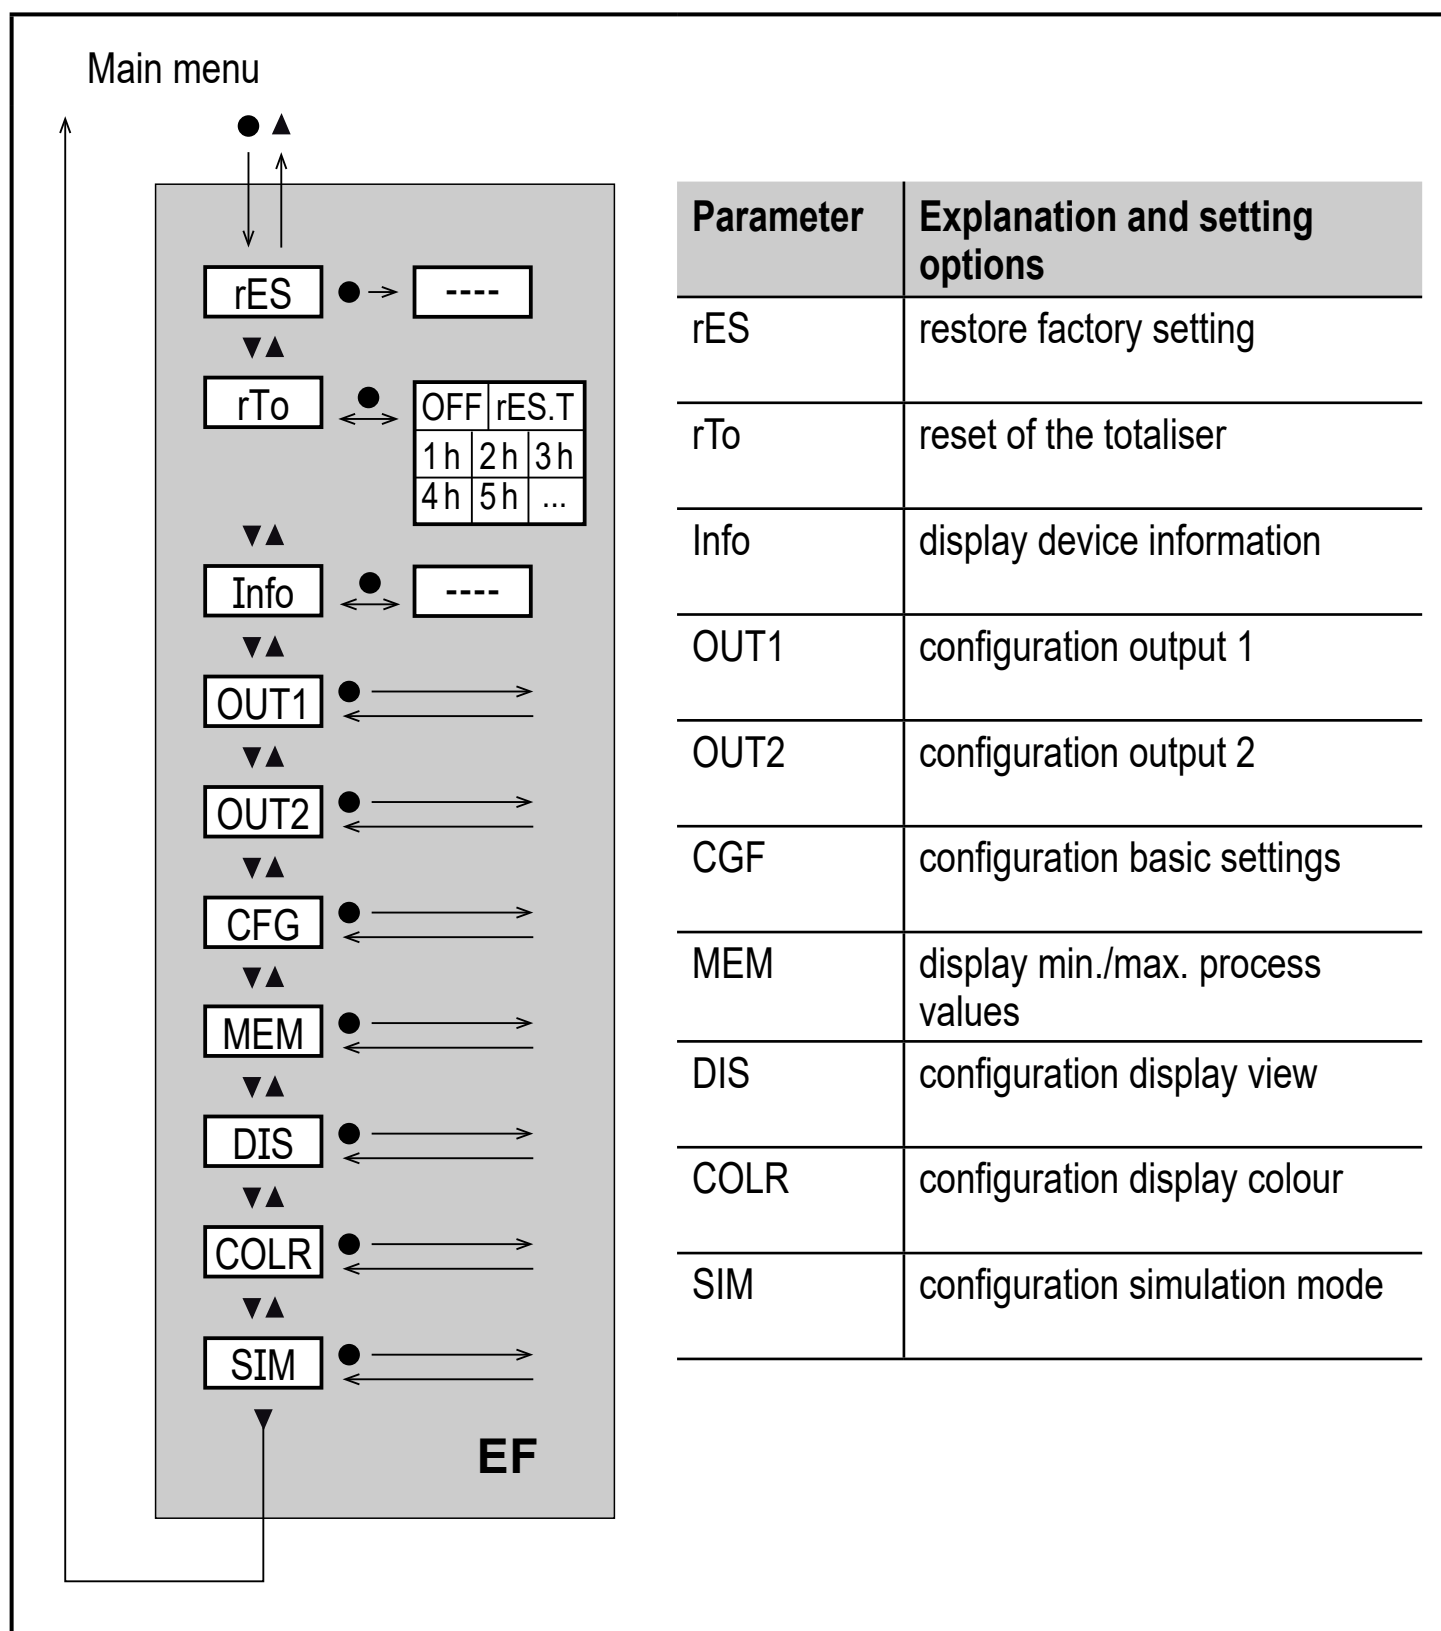 Main menu
rES
----
rTo
OFF rES.T
1 h 2 h 3 h
4 h 5 h ...
Info
----
OUT1
OUT2
CFG
MEM
DIS
COLR
SIM
EF
Parameter Explanation and setting
options
rES restore factory setting
rTo reset of the totaliser
Info display device information
OUT1 configuration output 1
OUT2 configuration output 2
CGF configuration basic settings
MEM display min./max. process
values
DIS configuration display view
COLR configuration display colour
SIM configuration simulation mode